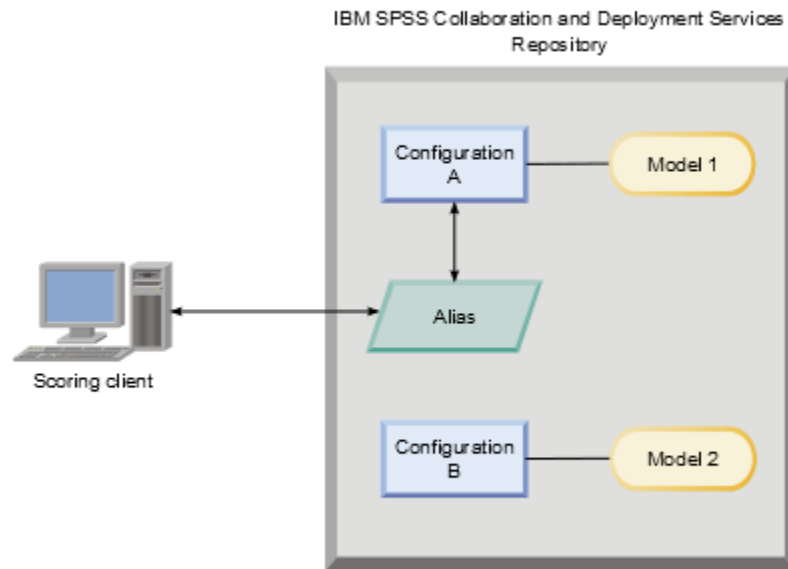 IBM SPSS Collaboration and Deployment Services
Repository
Configuration
A
Model 1
Alias
Scoring client
Configuration
B
Model 2